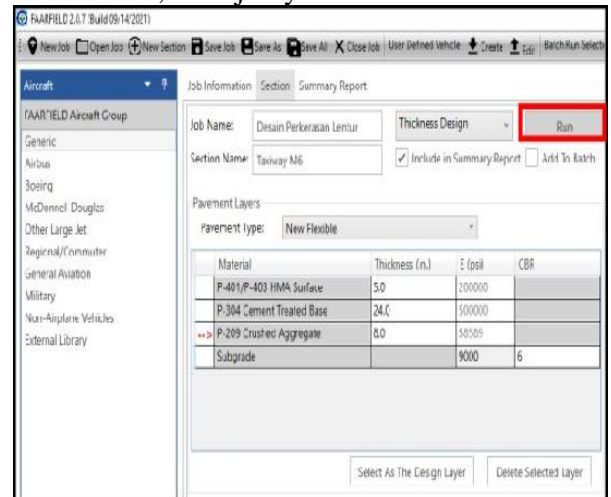 FAARFIELD 2.0.7 (Build 09/14/2021)
New Job Open Job New Section Save Job Save As Save All Close Job User Defined Vehicle Create Edit Batch Run Selecte
Aircraft
FAARFIELD Aircraft Group
Generic
Airbus
Boeing
McDonnel Douglas
Other Large Jet
Regional/Commuter
General Aviation
Military
Non-Airplane Vehicles
External Library
Job Information Section Summary Report
Job Name: Desain Perkerasan Lentur Thickness Design Run
Section Name: Taxiway M6 Include in Summary Report Add To Batch
Pavement Layers
Pavement Type: New Flexible
Material Thickness (in.) E (psi) CBR
P-401/P-403 HMA Surface 5.0 200000
P-304 Cement Treated Base 24.0 500000
--> P-209 Crushed Aggregate 8.0 58589
Subgrade 9000 6
Select As The Design Layer Delete Selected Layer